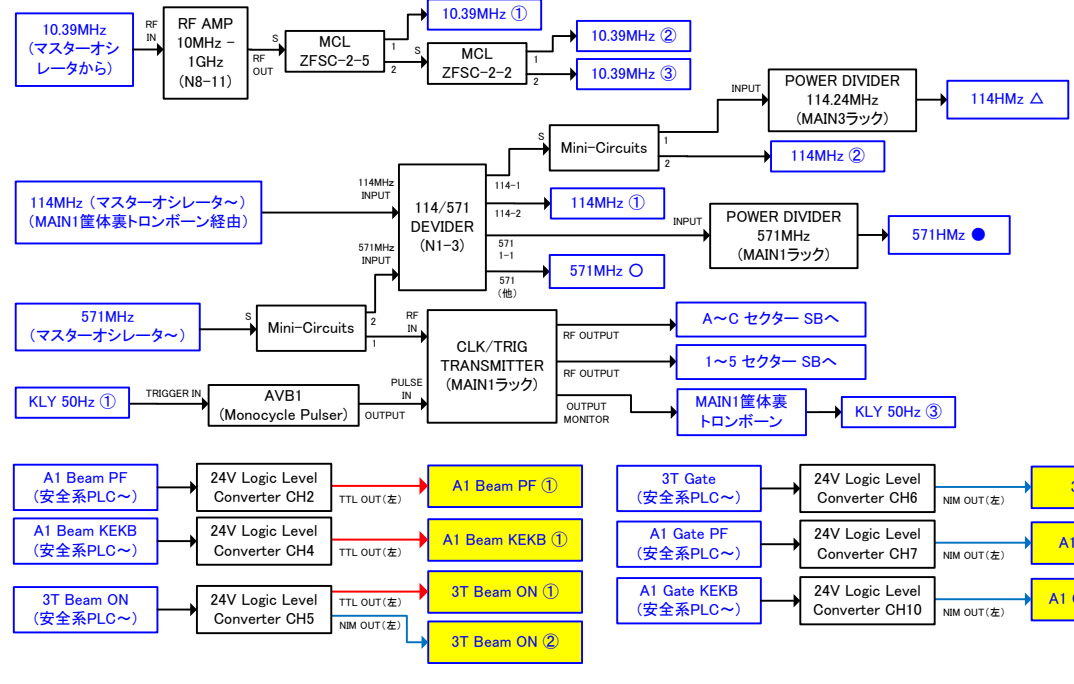 10.39MHz
(マスターオシ
レータから)
RF
IN
RF AMP
10MHz -
1GHz
(N8-11)
RF
OUT
S
MCL
ZFSC-2-5
1
2
10.39MHz ①
S
MCL
ZFSC-2-2
1
2
10.39MHz ②
10.39MHz ③
114MHz (マスターオシレータ～)
(MAIN1筐体裏トロンボーン経由)
114MHz
INPUT
571MHz
INPUT
114/571
DEVIDER
(N1-3)
114-1
114-2
571
1-1
571
(他)
S
Mini-Circuits
1
2
INPUT
POWER DIVIDER
114.24MHz
(MAIN3ラック)
114HMz △
114MHz ②
114MHz ①
INPUT
POWER DIVIDER
571MHz
(MAIN1ラック)
571HMz ●
571MHz ○
571MHz
(マスターオシレータ～)
S
Mini-Circuits
2
1
RF
IN
CLK/TRIG
TRANSMITTER
(MAIN1ラック)
RF OUTPUT
A～C セクター SBへ
RF OUTPUT
1～5 セクター SBへ
KLY 50Hz ①
TRIGGER IN
AVB1
(Monocycle Pulser)
OUTPUT
PULSE
IN
OUTPUT
MONITOR
MAIN1筐体裏
トロンボーン
KLY 50Hz ③
A1 Beam PF
(安全系PLC～)
24V Logic Level
Converter CH2
TTL OUT(左)
A1 Beam PF ①
A1 Beam KEKB
(安全系PLC～)
24V Logic Level
Converter CH4
TTL OUT(左)
A1 Beam KEKB ①
3T Beam ON
(安全系PLC～)
24V Logic Level
Converter CH5
TTL OUT(左)
NIM OUT(左)
3T Beam ON ①
3T Beam ON ②
3T Gate
(安全系PLC～)
24V Logic Level
Converter CH6
NIM OUT(左)
3
A1 Gate PF
(安全系PLC～)
24V Logic Level
Converter CH7
NIM OUT(左)
A1
A1 Gate KEKB
(安全系PLC～)
24V Logic Level
Converter CH10
NIM OUT(左)
A1